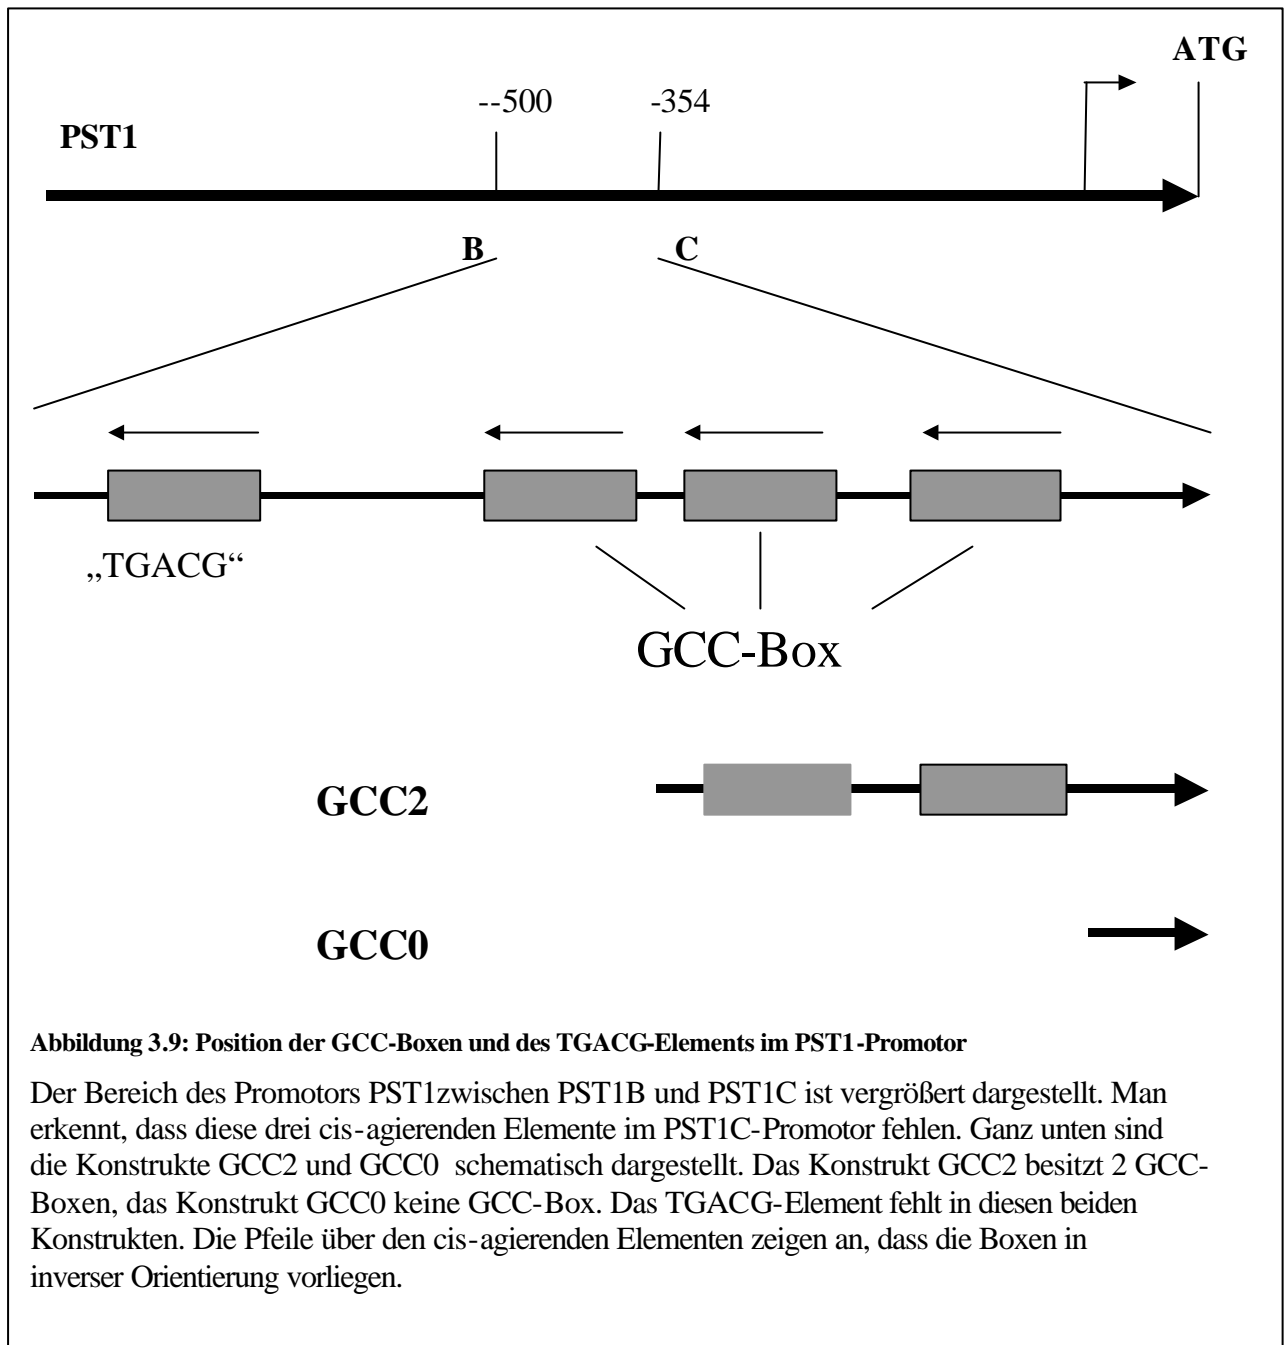 ATG
--500
-354
PST1
B
C
„TGACG“
GCC-Box
GCC2
GCC0
Abbildung 3.9: Position der GCC-Boxen und des TGACG-Elements im PST1-Promotor
Der Bereich des Promotors PST1zwischen PST1B und PST1C ist vergrößert dargestellt. Man
erkennt, dass diese drei cis-agierenden Elemente im PST1C-Promotor fehlen. Ganz unten sind
die Konstrukte GCC2 und GCC0 schematisch dargestellt. Das Konstrukt GCC2 besitzt 2 GCC-
Boxen, das Konstrukt GCC0 keine GCC-Box. Das TGACG-Element fehlt in diesen beiden
Konstrukten. Die Pfeile über den cis-agierenden Elementen zeigen an, dass die Boxen in
inverser Orientierung vorliegen.